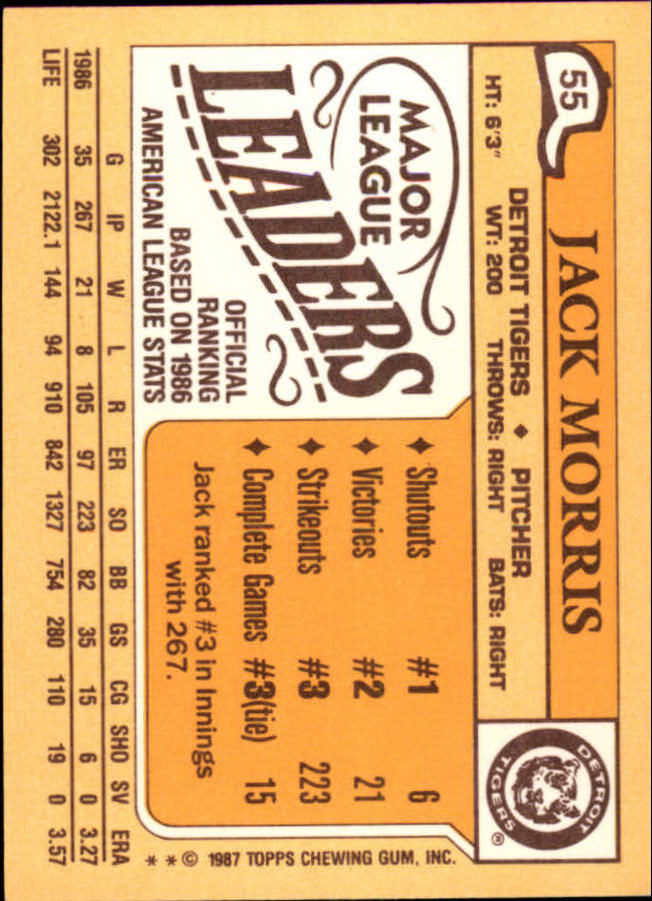 55
JACK MORRIS
DETROIT TIGERS ♦ PITCHER
HT: 6'3" WT: 200 THROWS: RIGHT BATS: RIGHT
DETROIT
TIGERS
®
MAJOR
LEAGUE
LEADERS
OFFICIAL
RANKING
BASED ON 1986
AMERICAN LEAGUE STATS
♦ Shutouts #1 6
♦ Victories #2 21
♦ Strikeouts #3 223
♦ Complete Games #3(tie) 15
Jack ranked #3 in Innings
with 267.
* * © 1987 TOPPS CHEWING GUM, INC.
G IP W L R ER SO BB GS CG SHO SV ERA
1986 35 267 21 8 105 97 223 82 35 15 6 0 3.27
LIFE 302 2122.1 144 94 910 842 1327 754 280 110 19 0 3.57